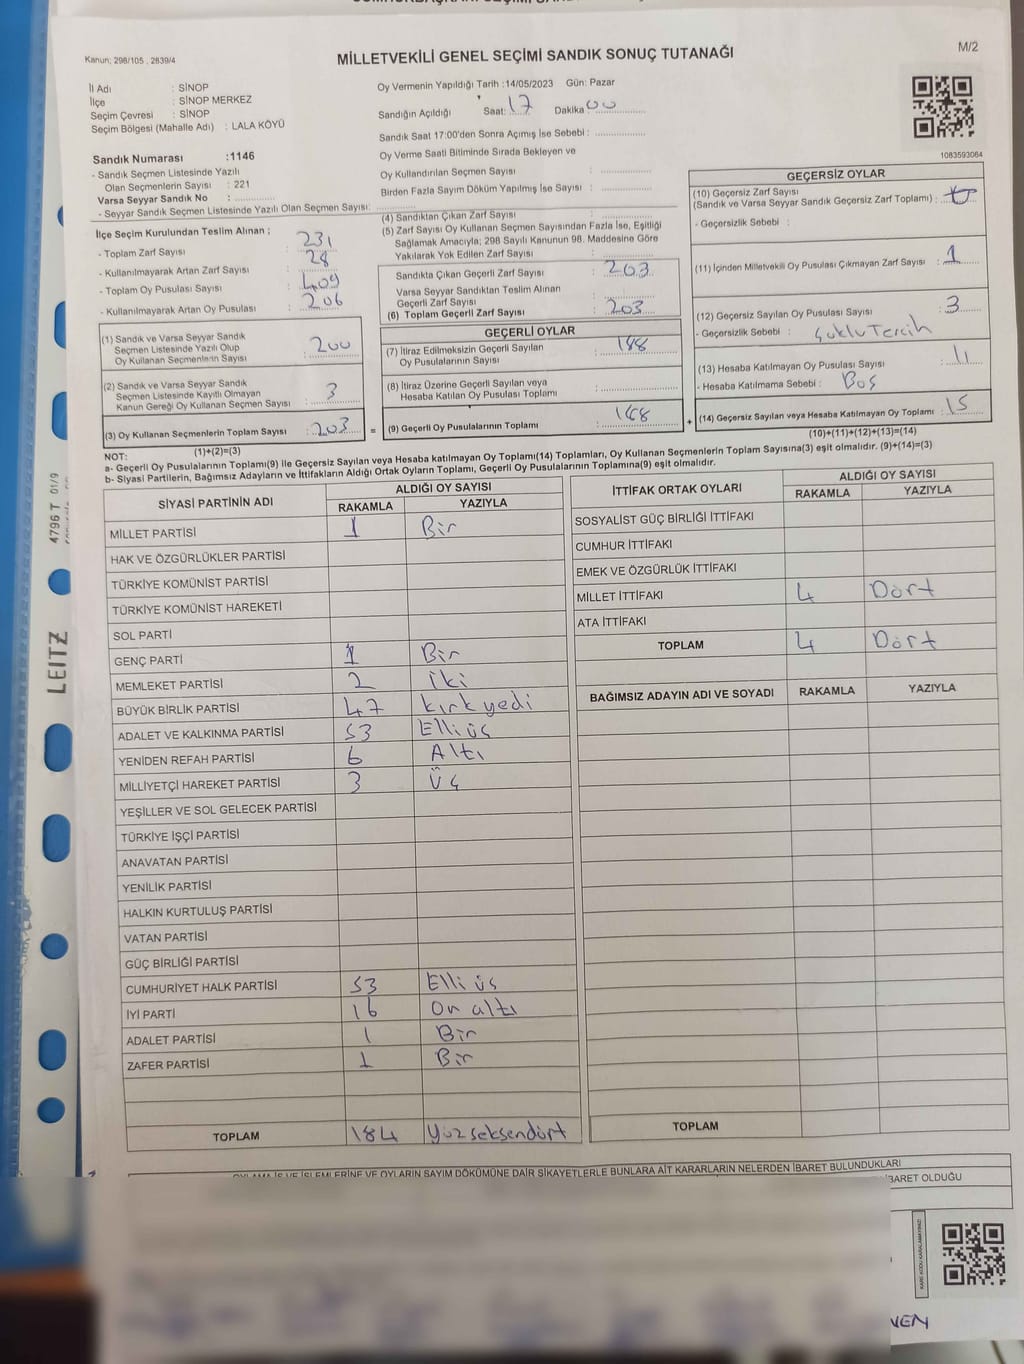 Kanun: 298/105 , 2839/4
MİLLETVEKİLİ GENEL SEÇİMİ SANDIK SONUÇ TUTANAĞI
M/2
İl Adı : SİNOP
İlçe : SİNOP MERKEZ
Seçim Çevresi : SİNOP
Seçim Bölgesi (Mahalle Adı) : LALA KÖYÜ
Sandık Numarası :1146
- Sandık Seçmen Listesinde Yazılı
Olan Seçmenlerin Sayısı : 221
Varsa Seyyar Sandık No :
- Seyyar Sandık Seçmen Listesinde Yazılı Olan Seçmen Sayısı:
Oy Vermenin Yapıldığı Tarih :14/05/2023 Gün: Pazar
Sandığın Açıldığı Saat: 17 Dakika 00
Sandık Saat 17:00'den Sonra Açımış İse Sebebi :
Oy Verme Saati Bitiminde Sırada Bekleyen ve
Oy Kullandırılan Seçmen Sayısı :
Birden Fazla Sayım Döküm Yapılmış İse Sayısı :
1083593064
İlçe Seçim Kurulundan Teslim Alınan ;
- Toplam Zarf Sayısı : 231
- Kullanılmayarak Artan Zarf Sayısı : 28
- Toplam Oy Pusulası Sayısı : 409
- Kullanılmayarak Artan Oy Pusulası : 206
(1) Sandık ve Varsa Seyyar Sandık
Seçmen Listesinde Yazılı Olup
Oy Kullanan Seçmenlerin Sayısı : 200
(2) Sandık ve Varsa Seyyar Sandık
Seçmen Listesinde Kayıtlı Olmayan
Kanun Gereği Oy Kullanan Seçmen Sayısı : 3
(3) Oy Kullanan Seçmenlerin Toplam Sayısı : 203
(1)+(2)=(3)
(4) Sandıktan Çıkan Zarf Sayısı :
(5) Zarf Sayısı Oy Kullanan Seçmen Sayısından Fazla İse, Eşitliği
Sağlamak Amacıyla; 298 Sayılı Kanunun 98. Maddesine Göre
Yakılarak Yok Edilen Zarf Sayısı :
Sandıkta Çıkan Geçerli Zarf Sayısı : 203
Varsa Seyyar Sandıktan Teslim Alınan
Geçerli Zarf Sayısı :
(6) Toplam Geçerli Zarf Sayısı : 203
GEÇERLİ OYLAR
(7) İtiraz Edilmeksizin Geçerli Sayılan
Oy Pusulalarının Sayısı : 188
(8) İtiraz Üzerine Geçerli Sayılan veya
Hesaba Katılan Oy Pusulası Toplamı :
= (9) Geçerli Oy Pusulalarının Toplamı : 188
GEÇERSİZ OYLAR
(10) Geçersiz Zarf Sayısı
(Sandık ve Varsa Seyyar Sandık Geçersiz Zarf Toplamı) :
- Geçersizlik Sebebi :
(11) İçinden Milletvekili Oy Pusulası Çıkmayan Zarf Sayısı : 1
(12) Geçersiz Sayılan Oy Pusulası Sayısı : 3
- Geçersizlik Sebebi : Çoklu Tercih
(13) Hesaba Katılmayan Oy Pusulası Sayısı : 11
- Hesaba Katılmama Sebebi : Boş
+ (14) Geçersiz Sayılan veya Hesaba Katılmayan Oy Toplamı : 15
(10)+(11)+(12)+(13)=(14)
NOT:
a- Geçerli Oy Pusulalarının Toplamı(9) ile Geçersiz Sayılan veya Hesaba katılmayan Oy Toplamı(14) Toplamları, Oy Kullanan Seçmenlerin Toplam Sayısına(3) eşit olmalıdır. (9)+(14)=(3)
b- Siyasi Partilerin, Bağımsız Adayların ve İttifakların Aldığı Ortak Oyların Toplamı, Geçerli Oy Pusulalarının Toplamına(9) eşit olmalıdır.
SİYASİ PARTİNİN ADI ALDIĞI OY SAYISI
RAKAMLA YAZIYLA
MİLLET PARTİSİ 1 Bir
HAK VE ÖZGÜRLÜKLER PARTİSİ
TÜRKİYE KOMÜNİST PARTİSİ
TÜRKİYE KOMÜNİST HAREKETİ
SOL PARTİ
GENÇ PARTİ 1 Bir
MEMLEKET PARTİSİ 2 iki
BÜYÜK BİRLİK PARTİSİ 47 kırkyedi
ADALET VE KALKINMA PARTİSİ 53 Elliüç
YENİDEN REFAH PARTİSİ 6 Altı
MİLLİYETÇİ HAREKET PARTİSİ 3 Üç
YEŞİLLER VE SOL GELECEK PARTİSİ
TÜRKİYE İŞÇİ PARTİSİ
ANAVATAN PARTİSİ
YENİLİK PARTİSİ
HALKIN KURTULUŞ PARTİSİ
VATAN PARTİSİ
GÜÇ BİRLİĞİ PARTİSİ
CUMHURİYET HALK PARTİSİ 53 Elli üç
İYİ PARTİ 16 On altı
ADALET PARTİSİ 1 Bir
ZAFER PARTİSİ 1 Bir
TOPLAM 184 Yüzseksendört
İTTİFAK ORTAK OYLARI ALDIĞI OY SAYISI
RAKAMLA YAZIYLA
SOSYALİST GÜÇ BİRLİĞİ İTTİFAKI
CUMHUR İTTİFAKI
EMEK VE ÖZGÜRLÜK İTTİFAKI
MİLLET İTTİFAKI 4 Dört
ATA İTTİFAKI
TOPLAM 4 Dört
BAĞIMSIZ ADAYIN ADI VE SOYADI RAKAMLA YAZIYLA
TOPLAM
4796 T 01/9
LEITZ
OYLAMA İŞ VE İŞLEMLERİNE VE OYLARIN SAYIM DÖKÜMÜNE DAİR ŞİKAYETLERLE BUNLARA AİT KARARLARIN NELERDEN İBARET BULUNDUKLARI
BARET OLDUĞU
KARE KODU KARALAMAYINIZ!